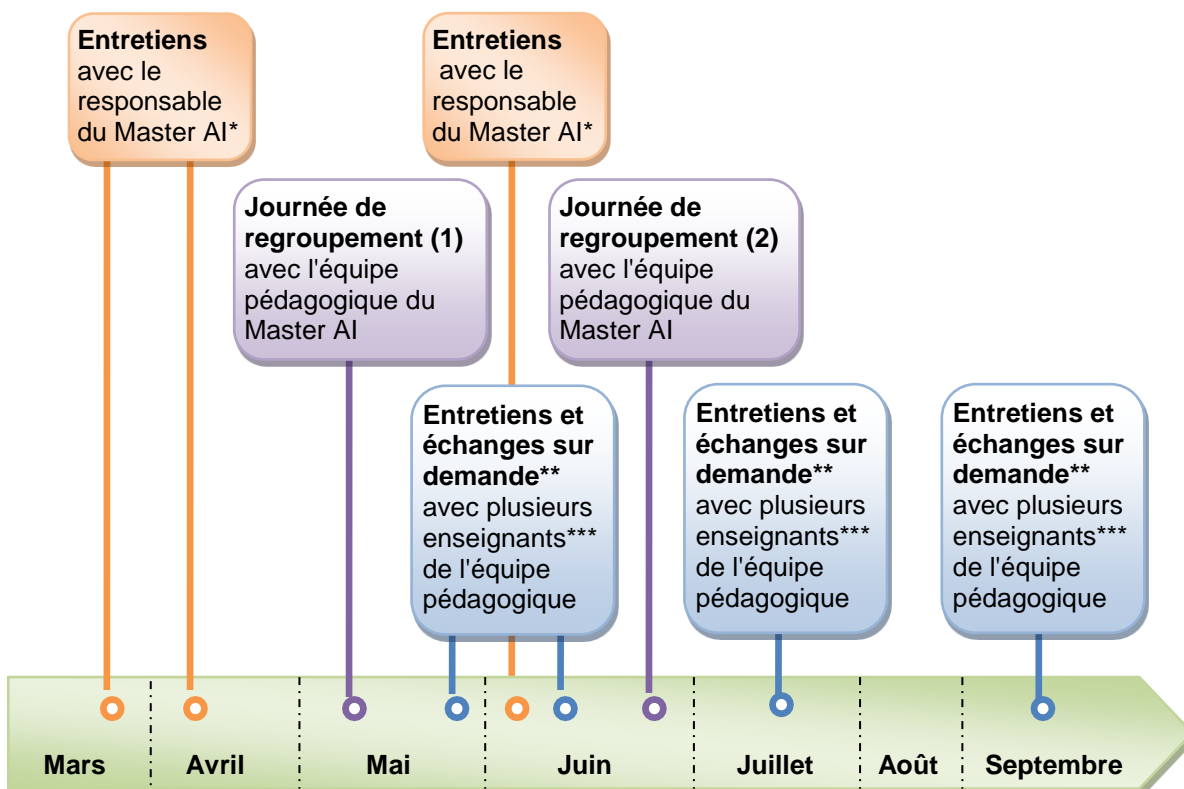 Entretiens
avec le
responsable
du Master AI*
Entretiens
avec le
responsable
du Master AI*
Journée de
regroupement (1)
avec l'équipe
pédagogique du
Master AI
Journée de
regroupement (2)
avec l'équipe
pédagogique du
Master AI
Entretiens et
échanges sur
demande**
avec plusieurs
enseignants***
de l'équipe
pédagogique
Entretiens et
échanges sur
demande**
avec plusieurs
enseignants***
de l'équipe
pédagogique
Entretiens et
échanges sur
demande**
avec plusieurs
enseignants***
de l'équipe
pédagogique
Mars Avril Mai Juin Juillet Août Septembre